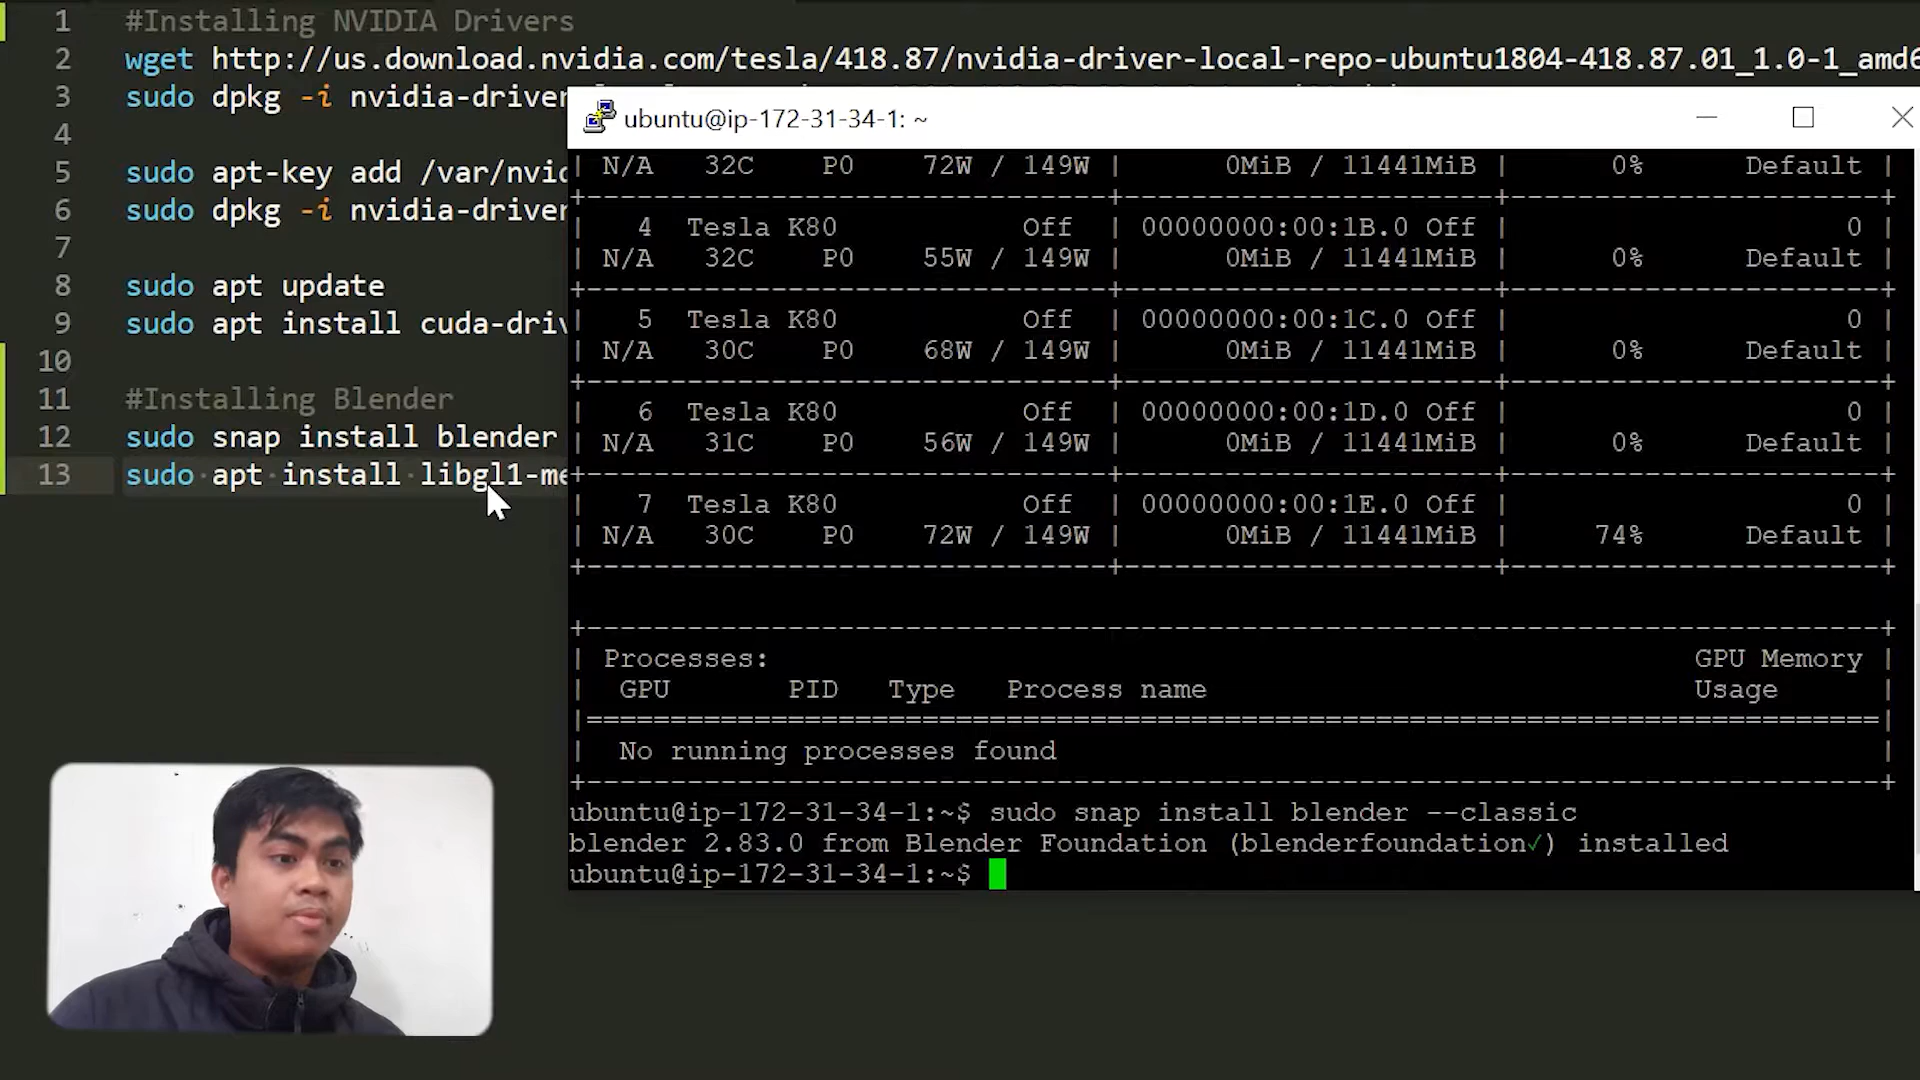 1 #Installing NVIDIA Drivers
2 wget http://us.download.nvidia.com/tesla/418.87/nvidia-driver-local-repo-ubuntu1804-418.87.01_1.0-1_amd6
3 sudo dpkg -i nvidia-driver
4
5 sudo apt-key add /var/nvid
6 sudo dpkg -i nvidia-driver
7
8 sudo apt update
9 sudo apt install cuda-driv
10
11 #Installing Blender
12 sudo snap install blender
13 sudo apt install libgl1-me
ubuntu@ip-172-31-34-1: ~
| N/A 32C P0 72W / 149W | 0MiB / 11441MiB | 0% Default |
| 4 Tesla K80 Off | 00000000:00:1B.0 Off | 0 |
| N/A 32C P0 55W / 149W | 0MiB / 11441MiB | 0% Default |
| 5 Tesla K80 Off | 00000000:00:1C.0 Off | 0 |
| N/A 30C P0 68W / 149W | 0MiB / 11441MiB | 0% Default |
| 6 Tesla K80 Off | 00000000:00:1D.0 Off | 0 |
| N/A 31C P0 56W / 149W | 0MiB / 11441MiB | 0% Default |
| 7 Tesla K80 Off | 00000000:00:1E.0 Off | 0 |
| N/A 30C P0 72W / 149W | 0MiB / 11441MiB | 74% Default |
| Processes: GPU Memory |
| GPU PID Type Process name Usage |
| No running processes found |
ubuntu@ip-172-31-34-1:~$ sudo snap install blender --classic
blender 2.83.0 from Blender Foundation (blenderfoundation✓) installed
ubuntu@ip-172-31-34-1:~$